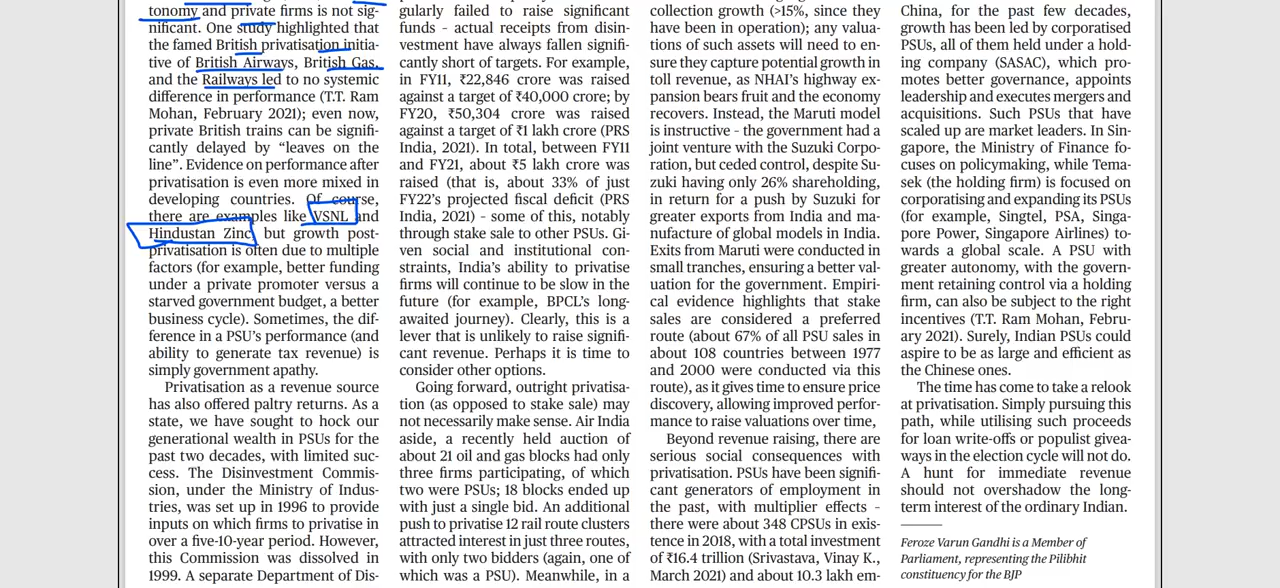 tonomy and private firms is not sig-
nificant. One study highlighted that
the famed British privatisation initia-
tive of British Airways, British Gas,
and the Railways led to no systemic
difference in performance (T.T. Ram
Mohan, February 2021); even now,
private British trains can be signifi-
cantly delayed by “leaves on the
line”. Evidence on performance after
privatisation is even more mixed in
developing countries. Of course,
there are examples like VSNL and
Hindustan Zinc but growth post-
privatisation is often due to multiple
factors (for example, better funding
under a private promoter versus a
starved government budget, a better
business cycle). Sometimes, the dif-
ference in a PSU’s performance (and
ability to generate tax revenue) is
simply government apathy.
Privatisation as a revenue source
has also offered paltry returns. As a
state, we have sought to hock our
generational wealth in PSUs for the
past two decades, with limited suc-
cess. The Disinvestment Commis-
sion, under the Ministry of Indus-
tries, was set up in 1996 to provide
inputs on which firms to privatise in
over a five-10-year period. However,
this Commission was dissolved in
1999. A separate Department of Dis-
gularly failed to raise significant
funds - actual receipts from disin-
vestment have always fallen signifi-
cantly short of targets. For example,
in FY11, ₹22,846 crore was raised
against a target of ₹40,000 crore; by
FY20, ₹50,304 crore was raised
against a target of ₹1 lakh crore (PRS
India, 2021). In total, between FY11
and FY21, about ₹5 lakh crore was
raised (that is, about 33% of just
FY22’s projected fiscal deficit (PRS
India, 2021) - some of this, notably
through stake sale to other PSUs. Gi-
ven social and institutional con-
straints, India’s ability to privatise
firms will continue to be slow in the
future (for example, BPCL’s long-
awaited journey). Clearly, this is a
lever that is unlikely to raise signifi-
cant revenue. Perhaps it is time to
consider other options.
Going forward, outright privatisa-
tion (as opposed to stake sale) may
not necessarily make sense. Air India
aside, a recently held auction of
about 21 oil and gas blocks had only
three firms participating, of which
two were PSUs; 18 blocks ended up
with just a single bid. An additional
push to privatise 12 rail route clusters
attracted interest in just three routes,
with only two bidders (again, one of
which was a PSU). Meanwhile, in a
collection growth (>15%, since they
have been in operation); any valua-
tions of such assets will need to en-
sure they capture potential growth in
toll revenue, as NHAI’s highway ex-
pansion bears fruit and the economy
recovers. Instead, the Maruti model
is instructive - the government had a
joint venture with the Suzuki Corpo-
ration, but ceded control, despite Su-
zuki having only 26% shareholding,
in return for a push by Suzuki for
greater exports from India and ma-
nufacture of global models in India.
Exits from Maruti were conducted in
small tranches, ensuring a better val-
uation for the government. Empiri-
cal evidence highlights that stake
sales are considered a preferred
route (about 67% of all PSU sales in
about 108 countries between 1977
and 2000 were conducted via this
route), as it gives time to ensure price
discovery, allowing improved perfor-
mance to raise valuations over time,
Beyond revenue raising, there are
serious social consequences with
privatisation. PSUs have been signifi-
cant generators of employment in
the past, with multiplier effects -
there were about 348 CPSUs in exis-
tence in 2018, with a total investment
of ₹16.4 trillion (Srivastava, Vinay K.,
March 2021) and about 10.3 lakh em-
China, for the past few decades,
growth has been led by corporatised
PSUs, all of them held under a hold-
ing company (SASAC), which pro-
motes better governance, appoints
leadership and executes mergers and
acquisitions. Such PSUs that have
scaled up are market leaders. In Sin-
gapore, the Ministry of Finance fo-
cuses on policymaking, while Tema-
sek (the holding firm) is focused on
corporatising and expanding its PSUs
(for example, Singtel, PSA, Singa-
pore Power, Singapore Airlines) to-
wards a global scale. A PSU with
greater autonomy, with the govern-
ment retaining control via a holding
firm, can also be subject to the right
incentives (T.T. Ram Mohan, Febru-
ary 2021). Surely, Indian PSUs could
aspire to be as large and efficient as
the Chinese ones.
The time has come to take a relook
at privatisation. Simply pursuing this
path, while utilising such proceeds
for loan write-offs or populist givea-
ways in the election cycle will not do.
A hunt for immediate revenue
should not overshadow the long-
term interest of the ordinary Indian.
Feroze Varun Gandhi is a Member of
Parliament, representing the Pilibhit
constituency for the BJP